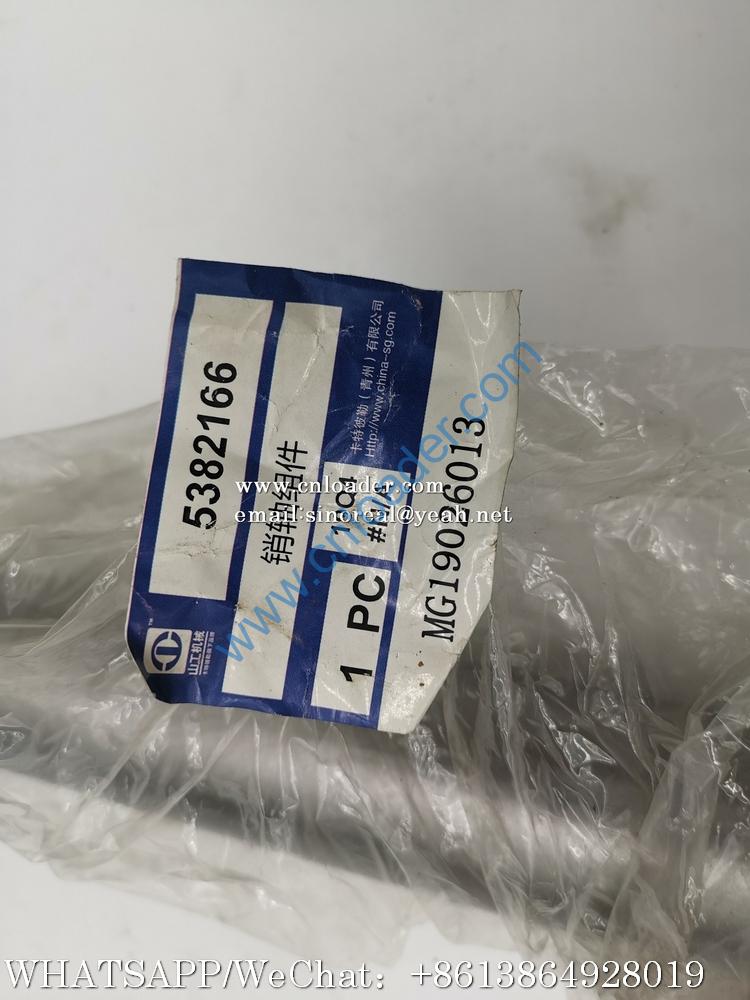 5382166
销轴组件
1 PC
卡特彼勒（青州）有限公司
Http://www.china-sg.com
MG19026013
山工机械
TM
www.cnloader.com
www.cnloader.com
email:sinoreal@yeah.net
WHATSAPP/WeChat: +8613864928019